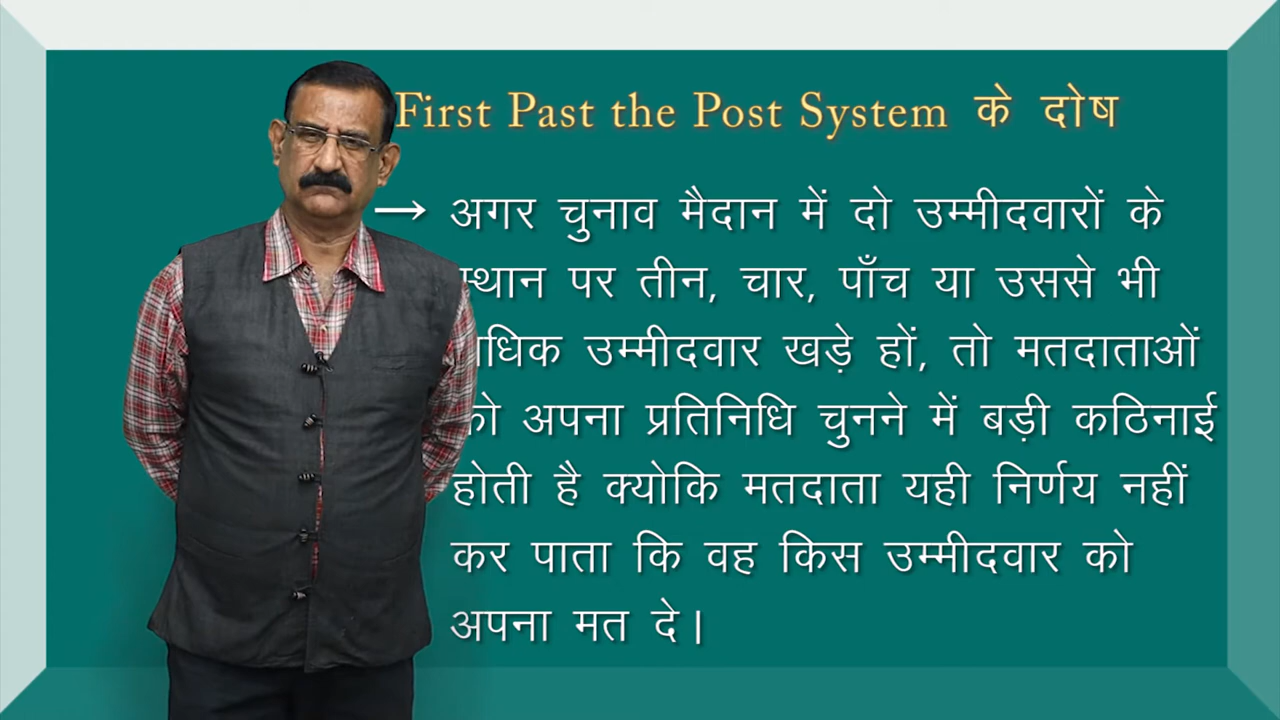 First Past the Post System के दोष
→ अगर चुनाव मैदान में दो उम्मीदवारों के
पर तीन, चार, पाँच या उससे भी
उम्मीदवार खड़े हों, तो मतदाताओं
अपना प्रतिनिधि चुनने में बड़ी कठिनाई
होती है क्योकि मतदाता यही निर्णय नहीं
कर पाता कि वह किस उम्मीदवार को
अपना मत दे।